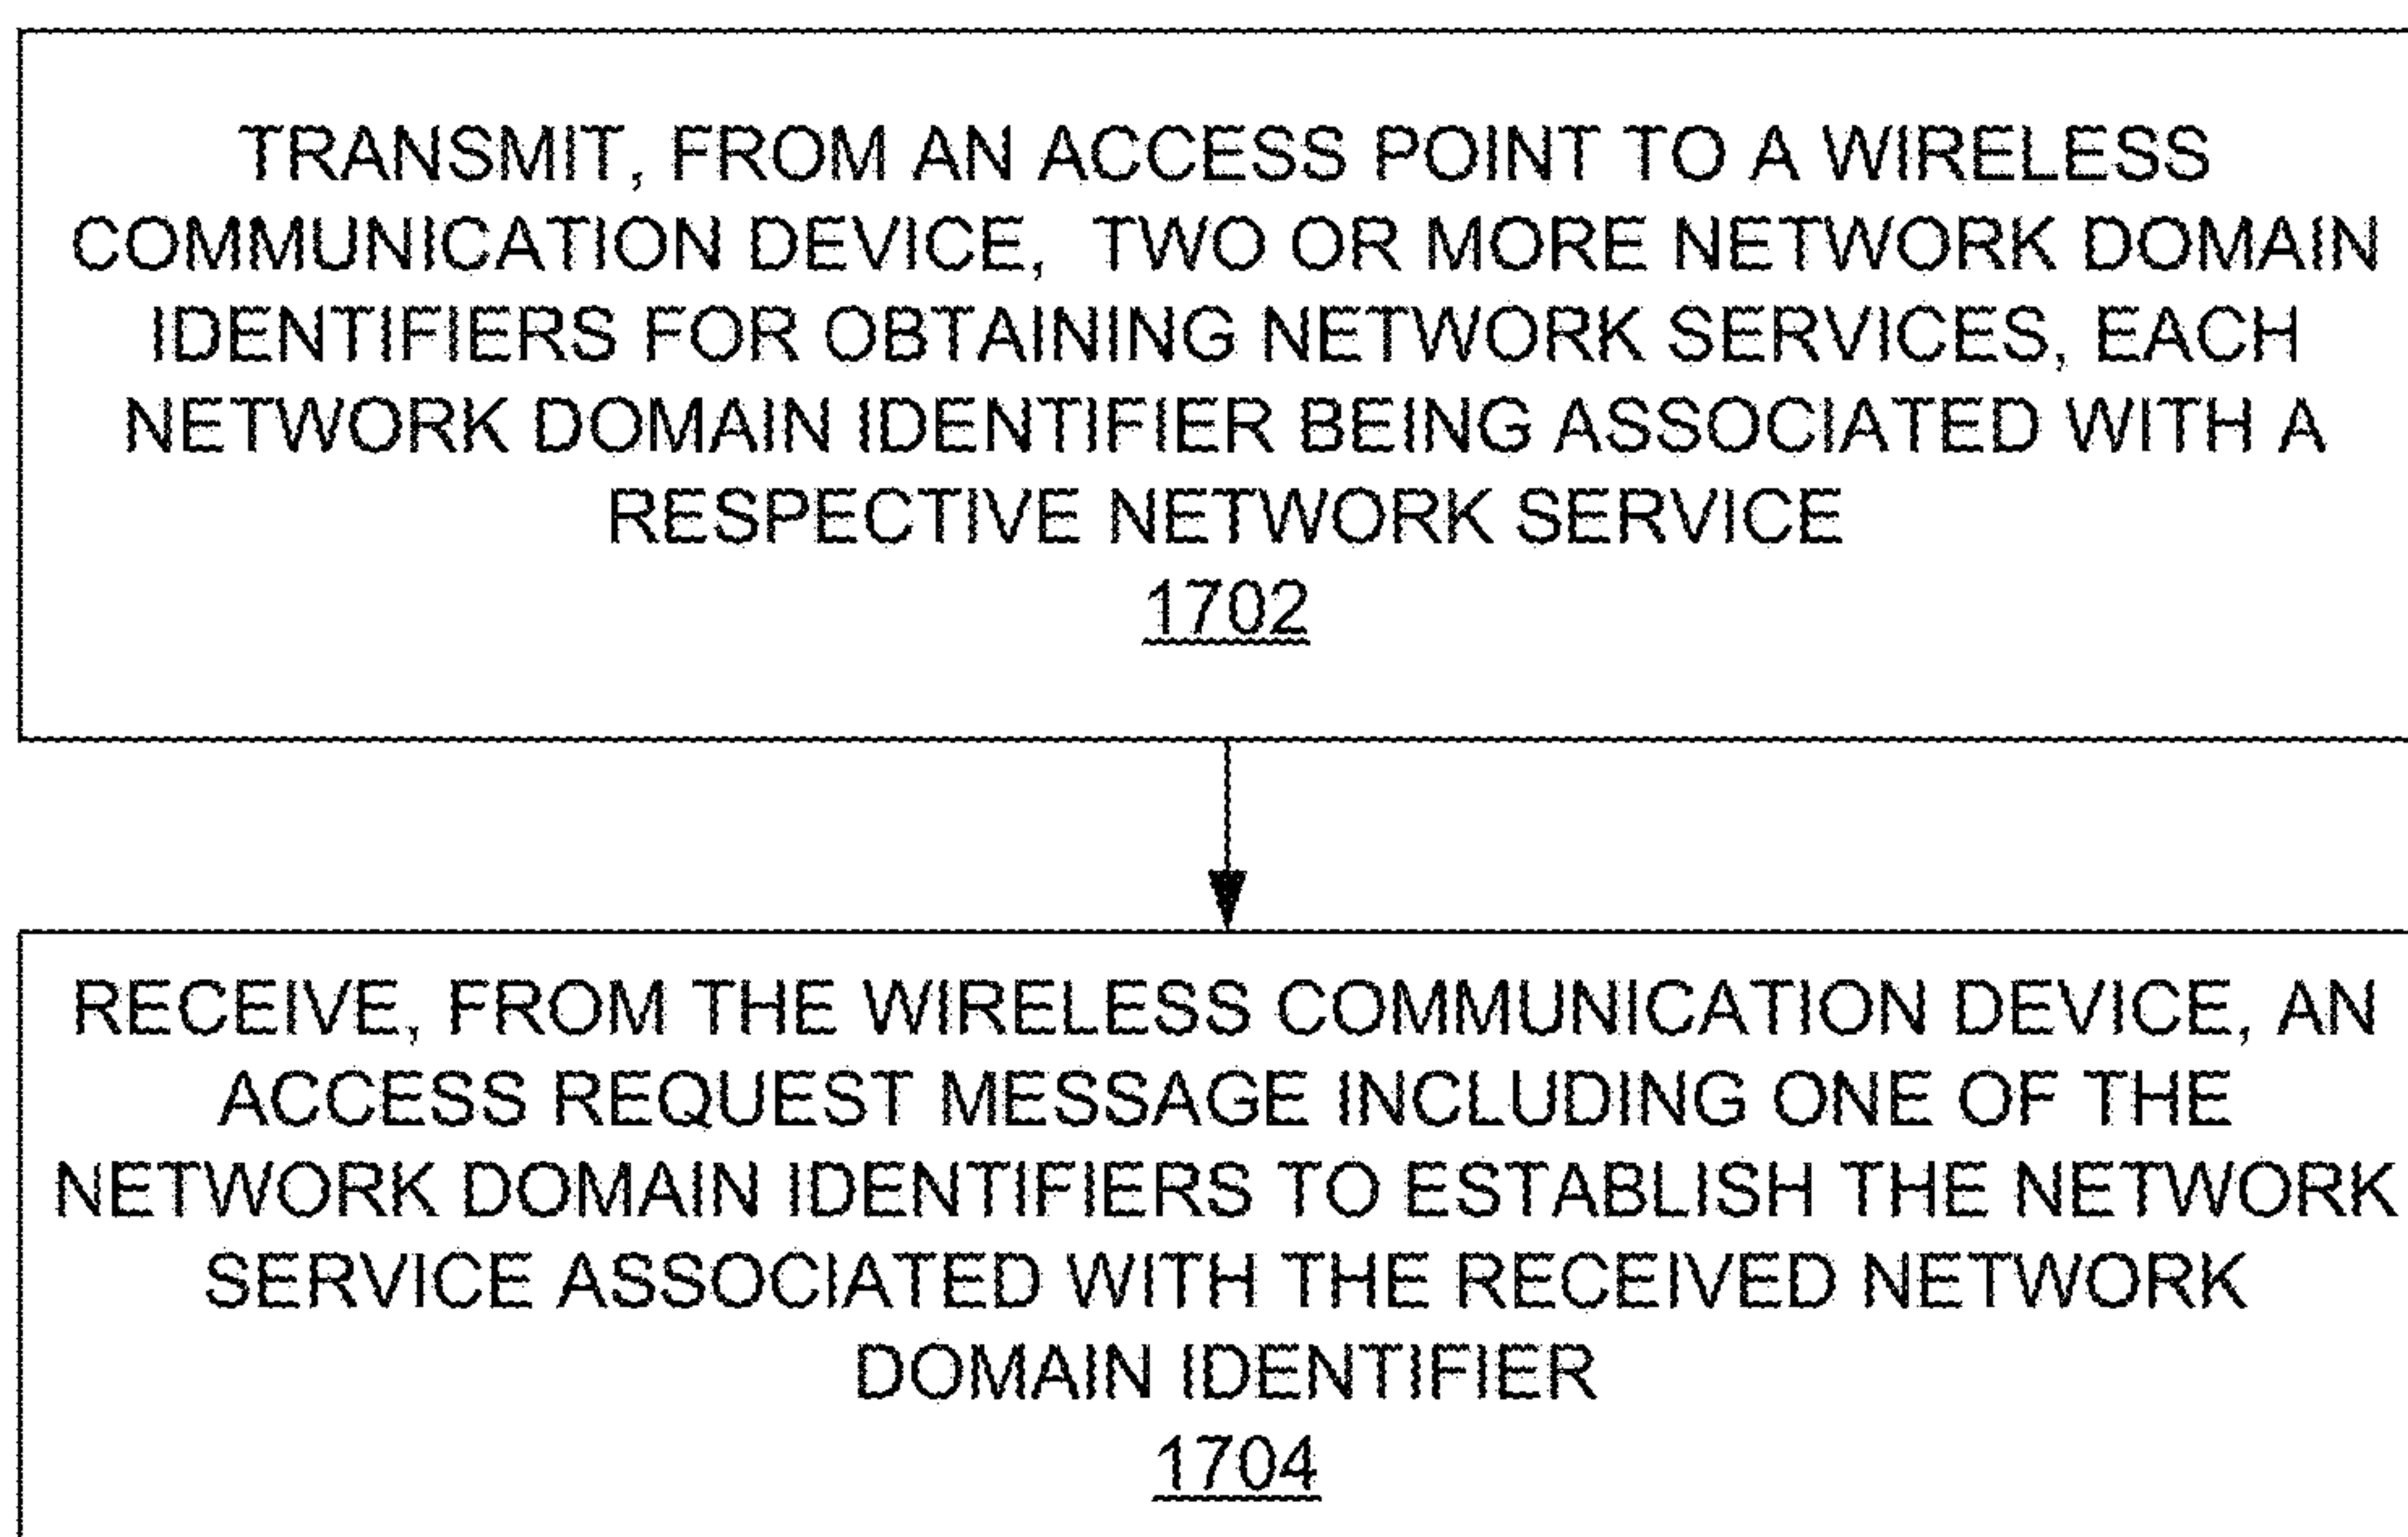 TRANSMIT, FROM AN ACCESS POINT TO A WIRELESS
COMMUNICATION DEVICE, TWO OR MORE NETWORK DOMAIN
IDENTIFIERS FOR OBTAINING NETWORK SERVICES, EACH
NETWORK DOMAIN IDENTIFIER BEING ASSOCIATED WITH A
RESPECTIVE NETWORK SERVICE
1702
RECEIVE, FROM THE WIRELESS COMMUNICATION DEVICE, AN
ACCESS REQUEST MESSAGE INCLUDING ONE OF THE
NETWORK DOMAIN IDENTIFIERS TO ESTABLISH THE NETWORK
SERVICE ASSOCIATED WITH THE RECEIVED NETWORK
DOMAIN IDENTIFIER
1704